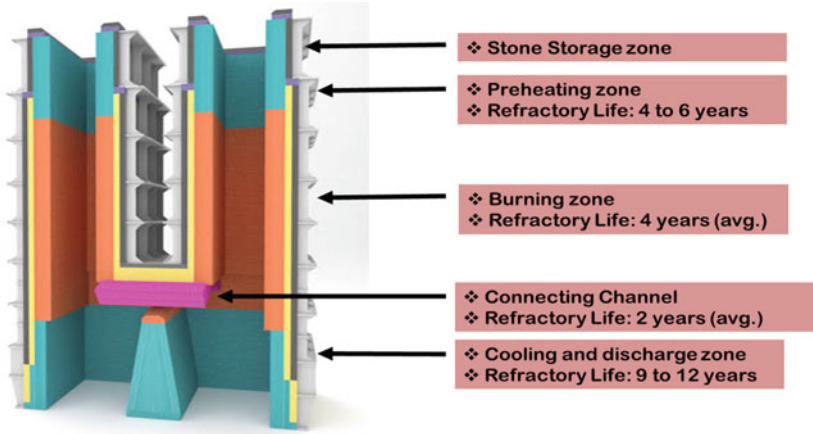 ❖ Stone Storage zone
❖ Preheating zone
❖ Refractory Life: 4 to 6 years
❖ Burning zone
❖ Refractory Life: 4 years (avg.)
❖ Connecting Channel
❖ Refractory Life: 2 years (avg.)
❖ Cooling and discharge zone
❖ Refractory Life: 9 to 12 years